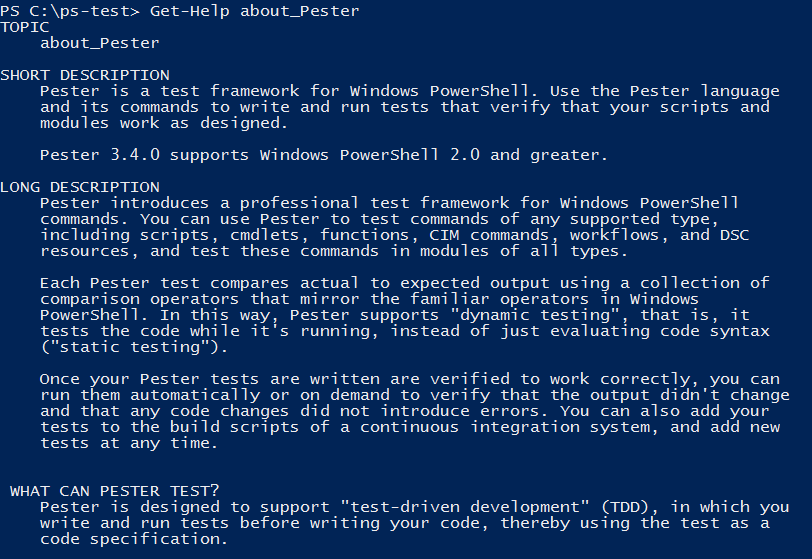 PS C:\ps-test> Get-Help about_Pester
TOPIC
about_Pester
SHORT DESCRIPTION
Pester is a test framework for Windows PowerShell. Use the Pester language
and its commands to write and run tests that verify that your scripts and
modules work as designed.
Pester 3.4.0 supports Windows PowerShell 2.0 and greater.
LONG DESCRIPTION
Pester introduces a professional test framework for Windows PowerShell
commands. You can use Pester to test commands of any supported type,
including scripts, cmdlets, functions, CIM commands, workflows, and DSC
resources, and test these commands in modules of all types.
Each Pester test compares actual to expected output using a collection of
comparison operators that mirror the familiar operators in Windows
PowerShell. In this way, Pester supports "dynamic testing", that is, it
tests the code while it's running, instead of just evaluating code syntax
("static testing").
Once your Pester tests are written are verified to work correctly, you can
run them automatically or on demand to verify that the output didn't change
and that any code changes did not introduce errors. You can also add your
tests to the build scripts of a continuous integration system, and add new
tests at any time.
WHAT CAN PESTER TEST?
Pester is designed to support "test-driven development" (TDD), in which you
write and run tests before writing your code, thereby using the test as a
code specification.